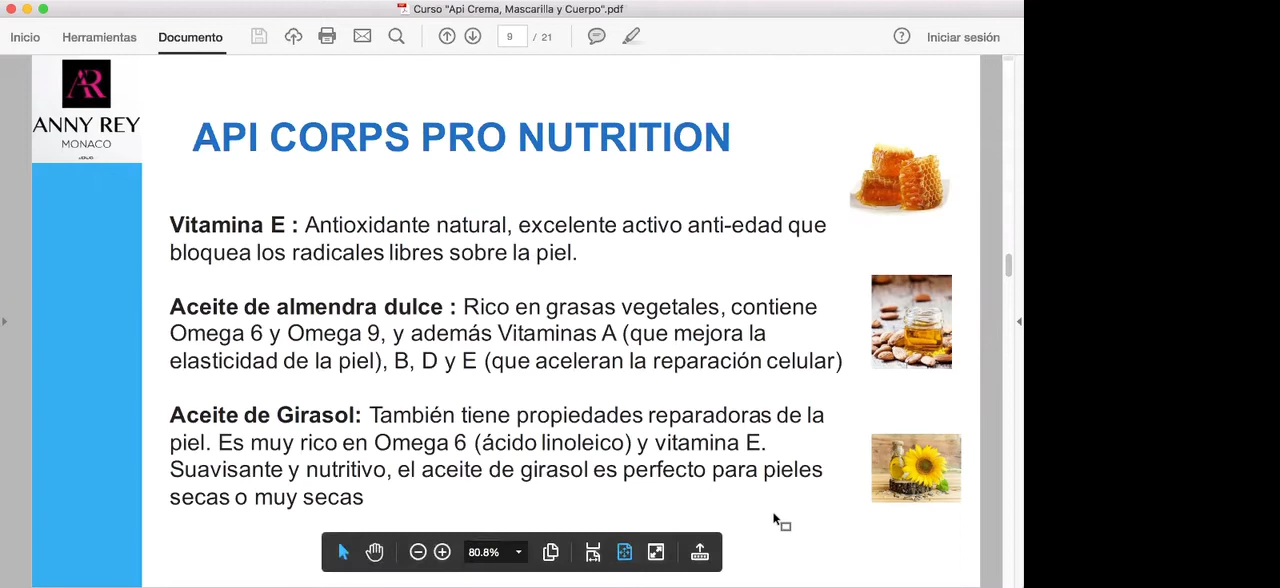 Curso "Api Crema, Mascarilla y Cuerpo".pdf
Inicio Herramientas Documento 9 / 21 Iniciar sesión
AR
ANNY REY
MONACO
API CORPS PRO NUTRITION
Vitamina E : Antioxidante natural, excelente activo anti-edad que
bloquea los radicales libres sobre la piel.
Aceite de almendra dulce : Rico en grasas vegetales, contiene
Omega 6 y Omega 9, y además Vitaminas A (que mejora la
elasticidad de la piel), B, D y E (que aceleran la reparación celular)
Aceite de Girasol: También tiene propiedades reparadoras de la
piel. Es muy rico en Omega 6 (ácido linoleico) y vitamina E.
Suavisante y nutritivo, el aceite de girasol es perfecto para pieles
secas o muy secas
80.8%